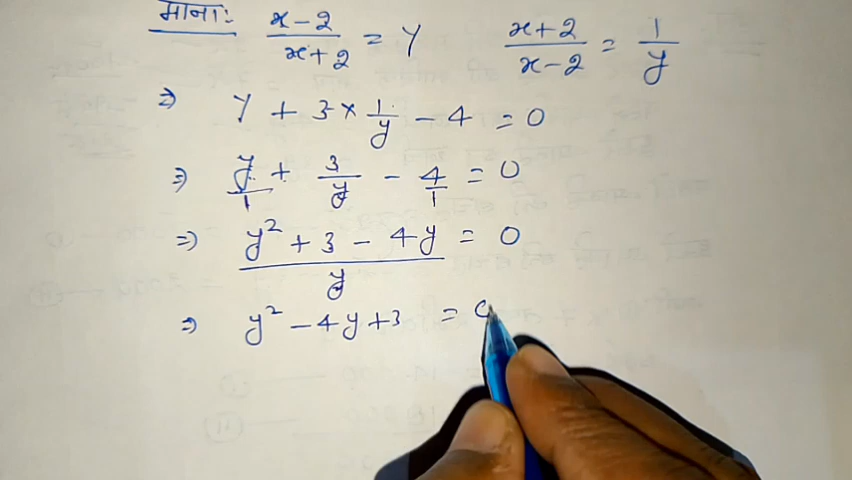 माना: (x-2)/(x+2) = y (x+2)/(x-2) = 1/y
⇒ y + 3 × 1/y - 4 = 0
⇒ y/1 + 3/y - 4/1 = 0
⇒ (y² + 3 - 4y)/y = 0
⇒ y² - 4y + 3 = 0